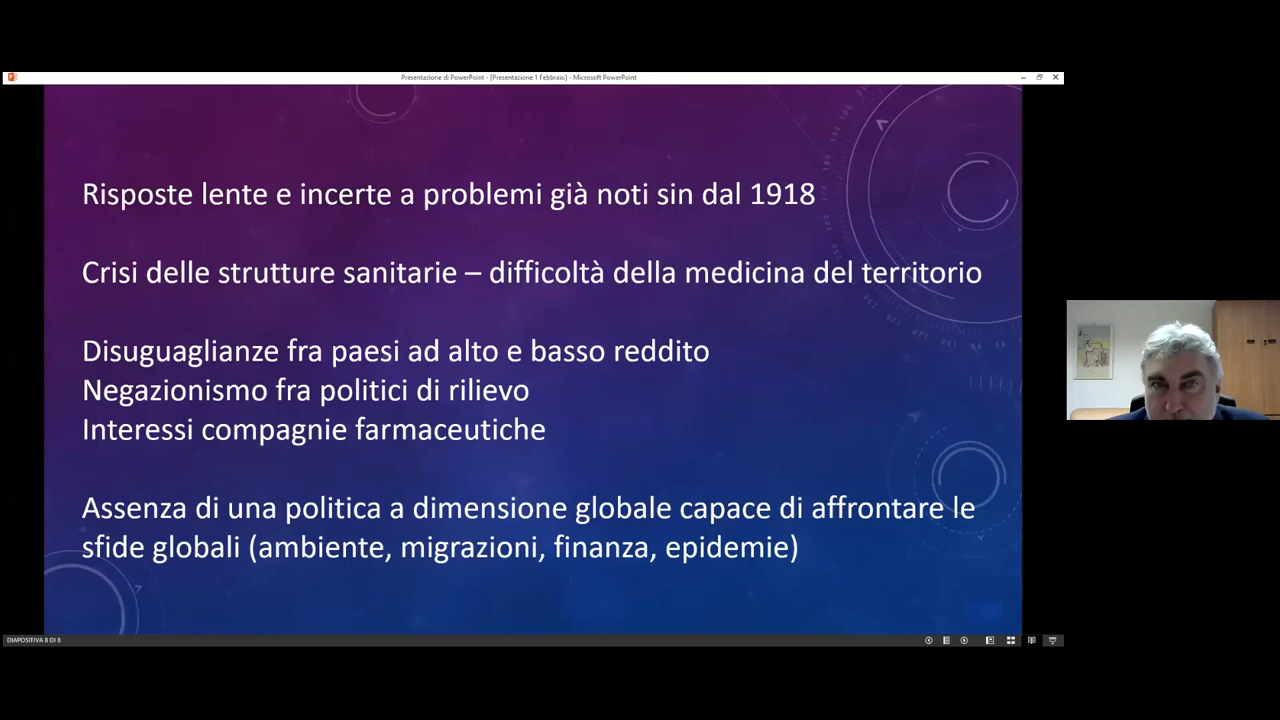 Presentazione di PowerPoint - [Presentazione 1 Febbraio] - Microsoft PowerPoint
Risposte lente e incerte a problemi già noti sin dal 1918
Crisi delle strutture sanitarie – difficoltà della medicina del territorio
Disuguaglianze fra paesi ad alto e basso reddito
Negazionismo fra politici di rilievo
Interessi compagnie farmaceutiche
Assenza di una politica a dimensione globale capace di affrontare le
sfide globali (ambiente, migrazioni, finanza, epidemie)
DIAPOSITIVA 8 DI 8